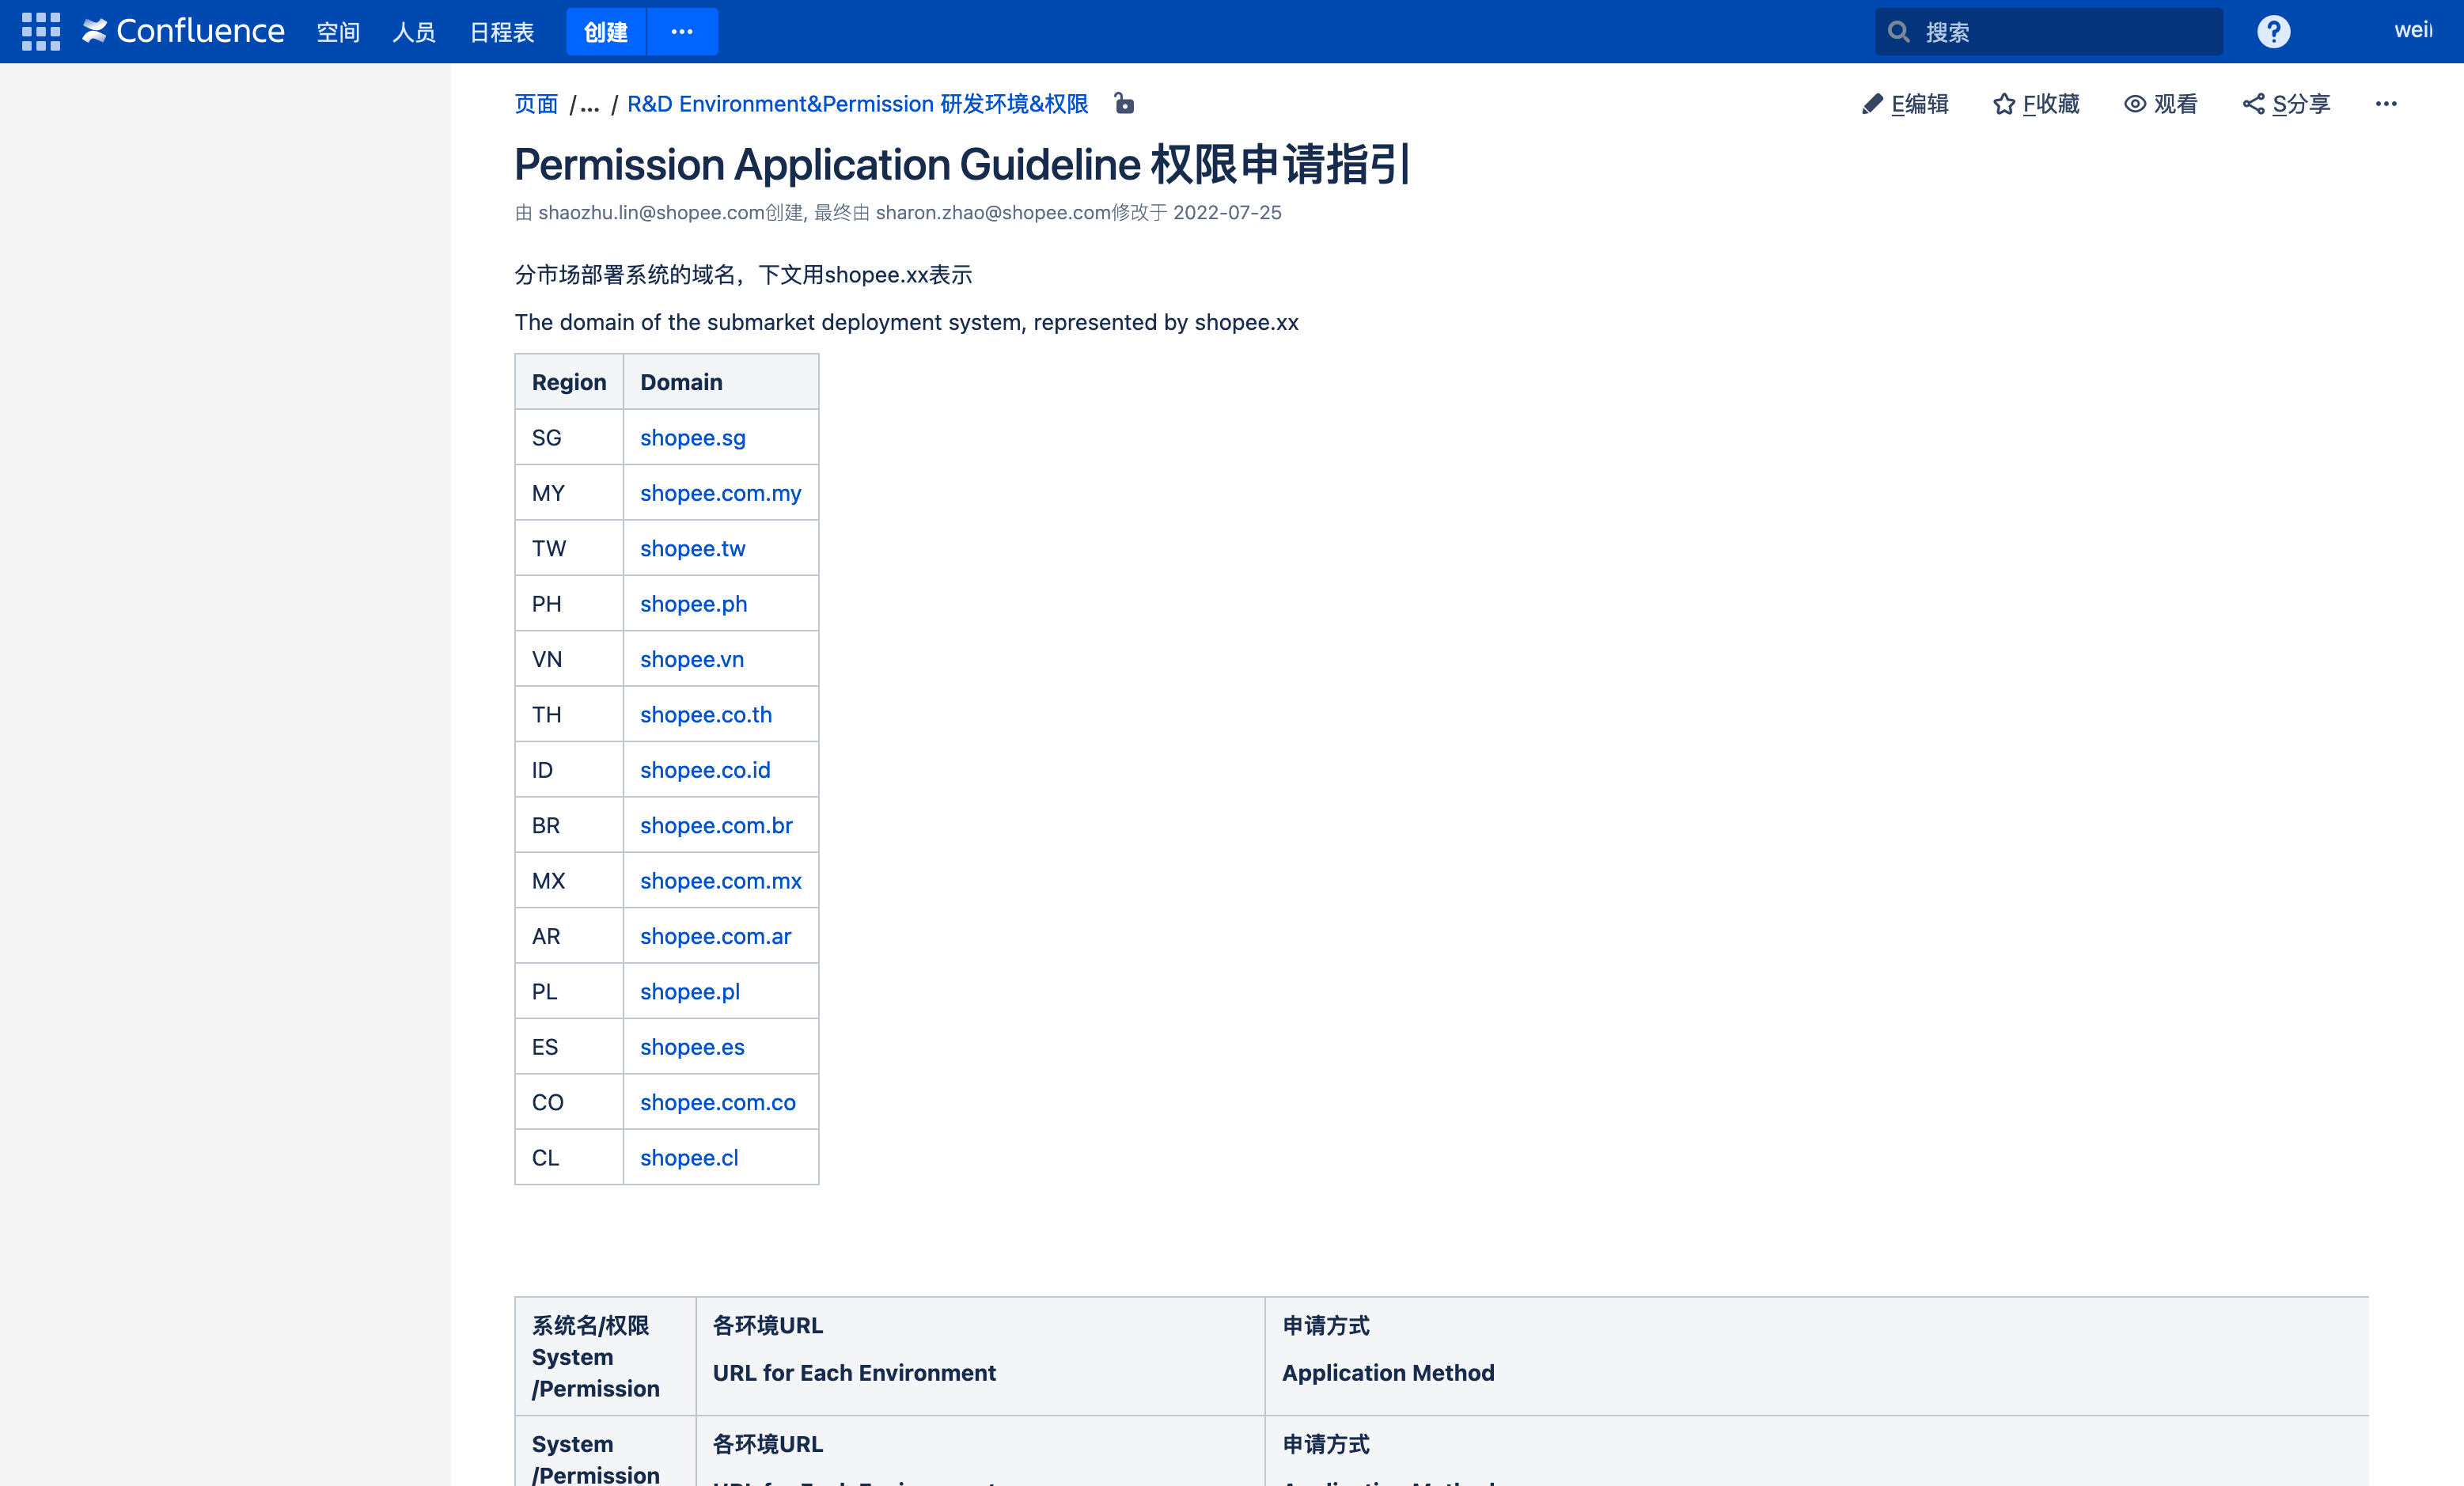 Confluence 空间 人员 日程表 创建 ··· 搜索 ?
页面 /... / R&D Environment&Permission 研发环境&权限 E编辑 F收藏 观看 S分享 ···
Permission Application Guideline 权限申请指引
由 shaozhu.lin@shopee.com创建, 最终由 sharon.zhao@shopee.com修改于 2022-07-25
分市场部署系统的域名，下文用shopee.xx表示
The domain of the submarket deployment system, represented by shopee.xx
Region Domain
SG shopee.sg
MY shopee.com.my
TW shopee.tw
PH shopee.ph
VN shopee.vn
TH shopee.co.th
ID shopee.co.id
BR shopee.com.br
MX shopee.com.mx
AR shopee.com.ar
PL shopee.pl
ES shopee.es
CO shopee.com.co
CL shopee.cl
系统名/权限 各环境URL 申请方式
System
/Permission URL for Each Environment Application Method
System 各环境URL 申请方式
/Permission